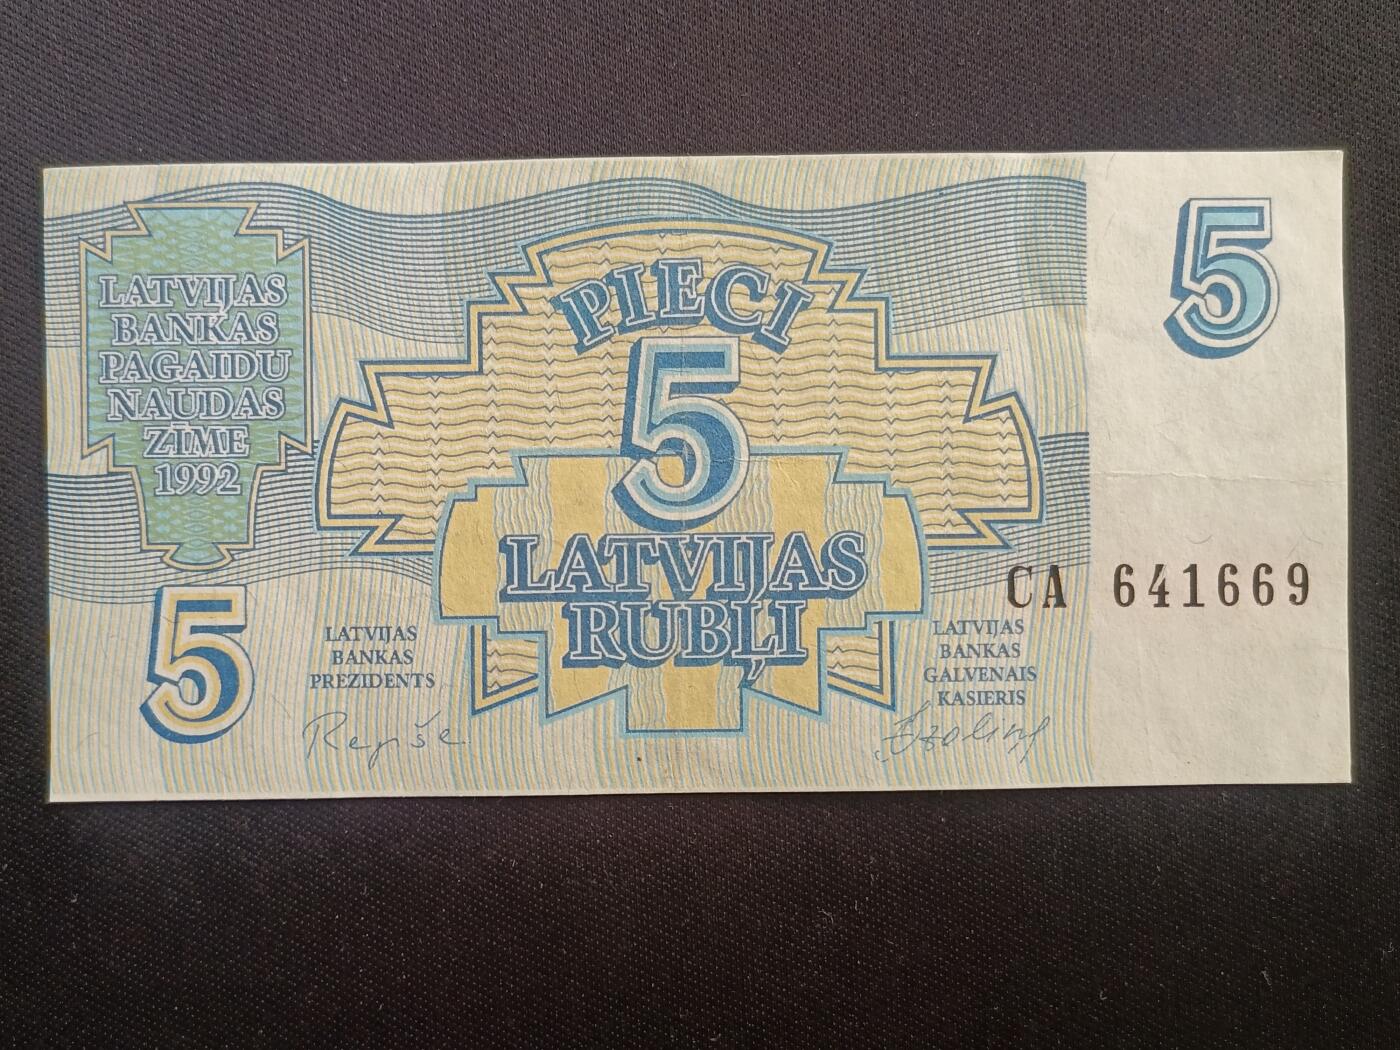 LATVIJAS
BANKAS
PAGAIDU
NAUDAS
ZĪME
1992
5
PIECI
5
LATVIJAS
RUBĻI
5
CA 641669
LATVIJAS
BANKAS
PREZIDENTS
Repše
LATVIJAS
BANKAS
GALVENAIS
KASIERIS